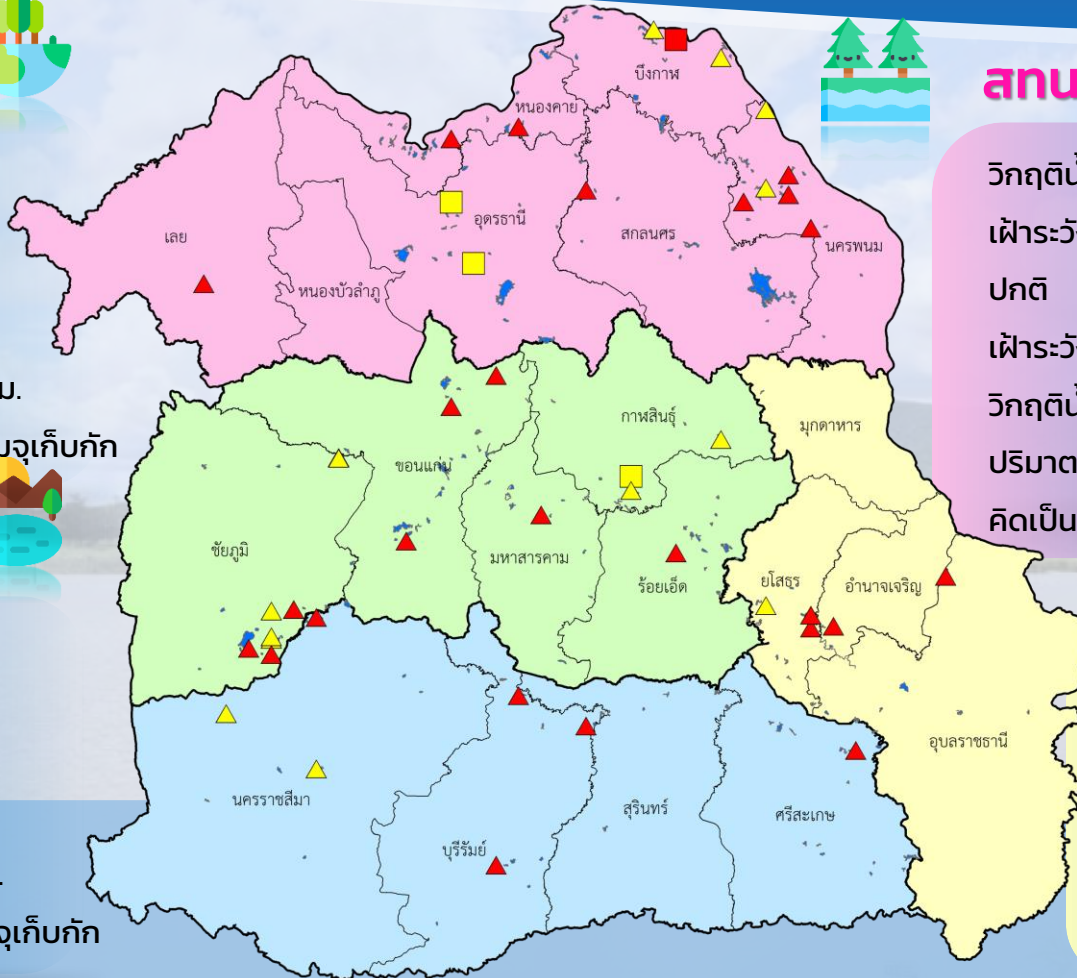 สทน
วิกฤติน้
เฝ้าระวัง
ปกติ
เฝ้าระวัง
วิกฤติน้
ปริมาต
คิดเป็น
ม.
มจุเก็บกัก
.
จุเก็บกัก
บึงกาฬ
หนองคาย
อุดรธานี
เลย
สกลนคร
นครพนม
หนองบัวลำภู
กาฬสินธุ์
มุกดาหาร
ขอนแก่น
ชัยภูมิ
มหาสารคาม
ร้อยเอ็ด
ยโสธร
อำนาจเจริญ
อุบลราชธานี
นครราชสีมา
สุรินทร์
ศรีสะเกษ
บุรีรัมย์